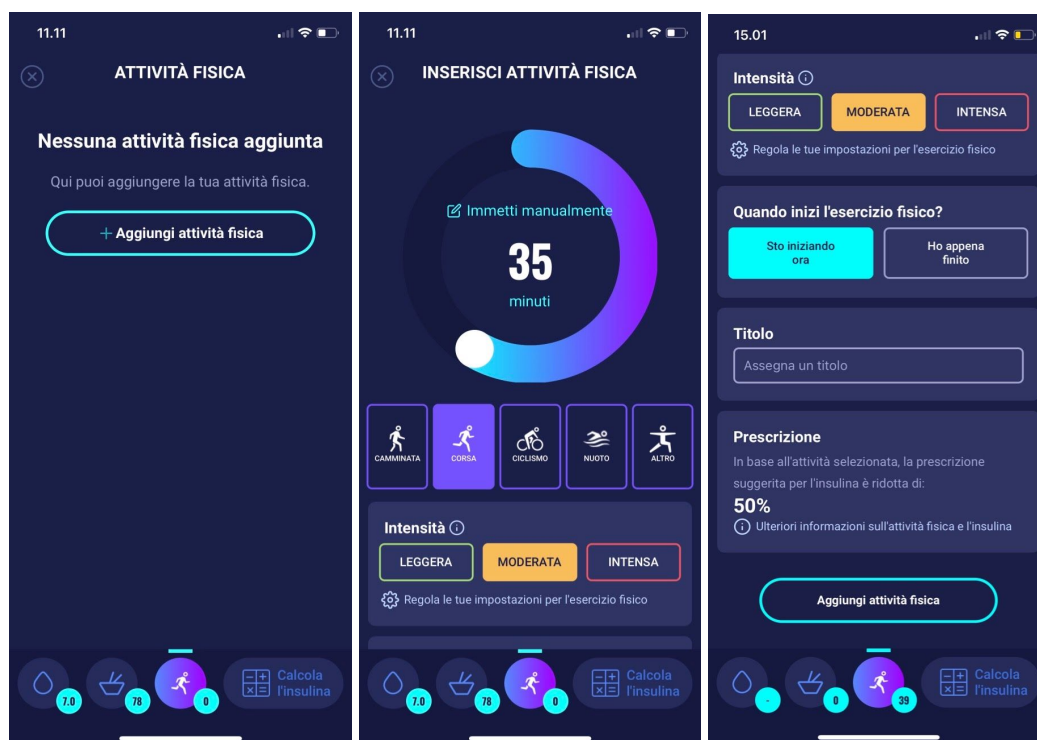 11.11
ATTIVITÀ FISICA
Nessuna attività fisica aggiunta
Qui puoi aggiungere la tua attività fisica.
+ Aggiungi attività fisica
7.0
78
0
Calcola
l'insulina
11.11
INSERISCI ATTIVITÀ FISICA
Immetti manualmente
35
minuti
CAMMINATA
CORSA
CICLISMO
NUOTO
ALTRO
Intensità
LEGGERA
MODERATA
INTENSA
Regola le tue impostazioni per l'esercizio fisico
7.0
78
0
Calcola
l'insulina
15.01
Intensità
LEGGERA
MODERATA
INTENSA
Regola le tue impostazioni per l'esercizio fisico
Quando inizi l'esercizio fisico?
Sto iniziando
ora
Ho appena
finito
Titolo
Assegna un titolo
Prescrizione
In base all'attività selezionata, la prescrizione
suggerita per l'insulina è ridotta di:
50%
Ulteriori informazioni sull'attività fisica e l'insulina
Aggiungi attività fisica
-
0
39
Calcola
l'insulina